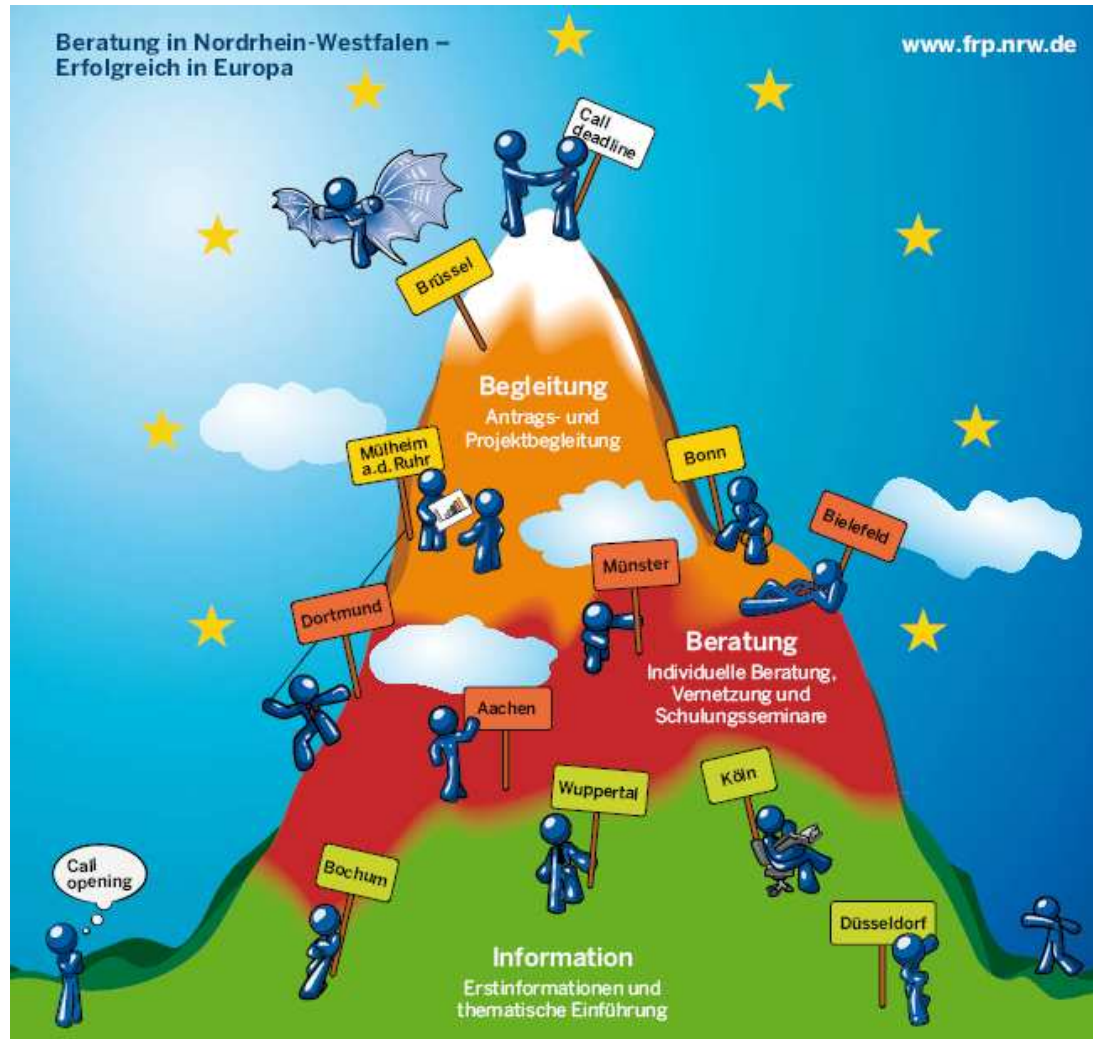 Beratung in Nordrhein-Westfalen –
Erfolgreich in Europa
www.frp.nrw.de
Call
deadline
Brüssel
Begleitung
Antrags- und
Projektbegleitung
Mülheim
a.d. Ruhr
Bonn
Bielefeld
Münster
Dortmund
Beratung
Individuelle Beratung,
Vernetzung und
Schulungsseminare
Aachen
Köln
Wuppertal
Bochum
Call
opening
Düsseldorf
Information
Erstinformationen und
thematische Einführung